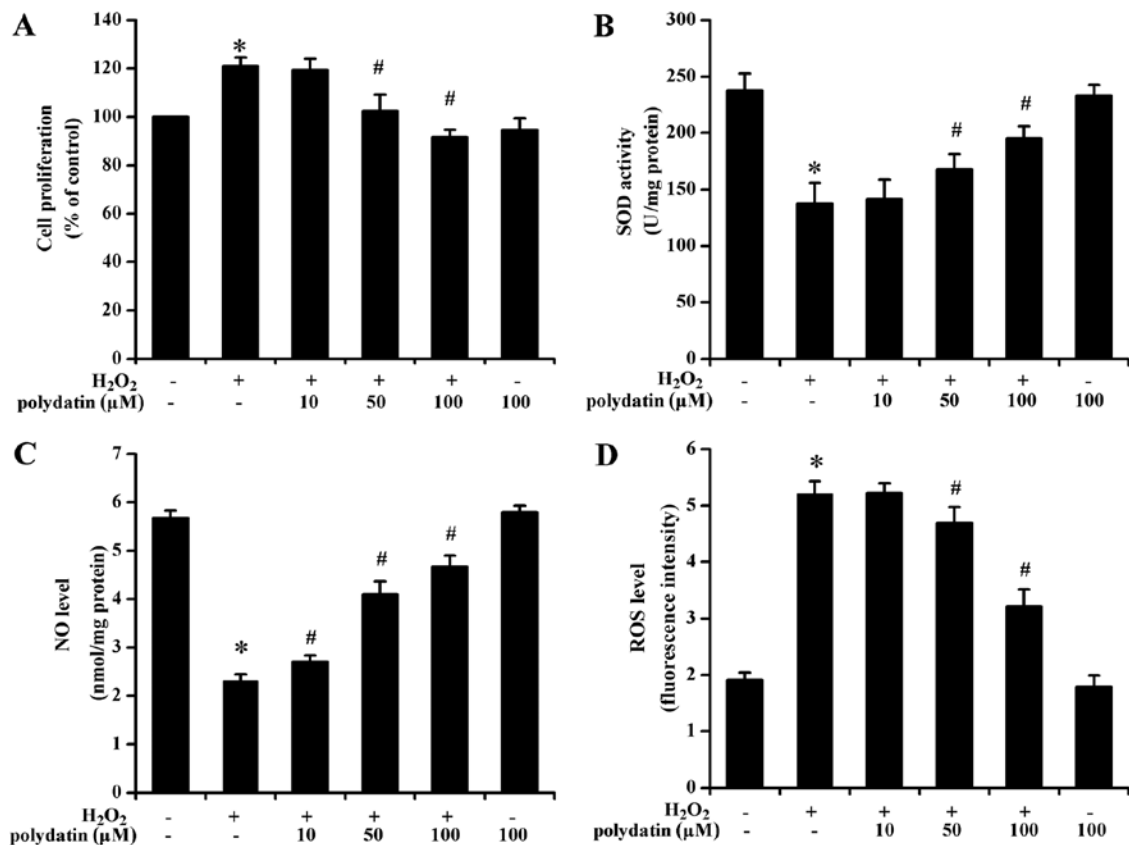 A
Cell proliferation
(% of control)
140
120
100
80
60
40
20
0
*
#
#
H₂O₂ - + + + + -
polydatin (µM) - - 10 50 100 100
B
SOD activity
(U/mg protein)
300
250
200
150
100
50
0
*
#
#
H₂O₂ - + + + + -
polydatin (µM) - - 10 50 100 100
C
NO level
(nmol/mg protein)
7
6
5
4
3
2
1
0
*
#
#
#
H₂O₂ - + + + + -
polydatin (µM) - - 10 50 100 100
D
ROS level
(fluorescence intensity)
6
5
4
3
2
1
0
*
#
#
H₂O₂ - + + + + -
polydatin (µM) - - 10 50 100 100